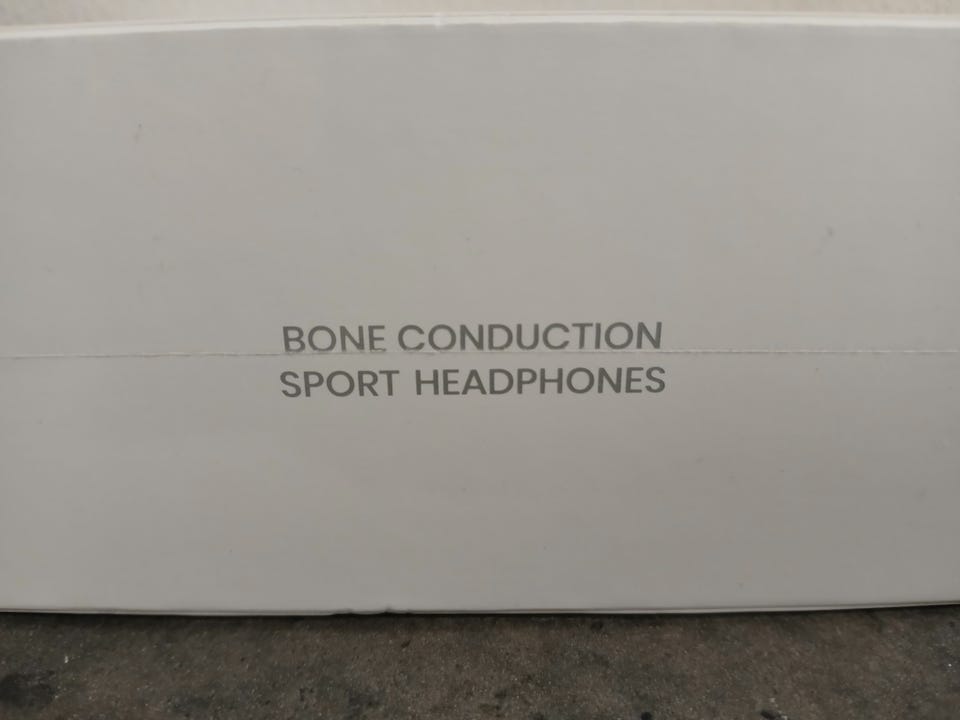 BONE CONDUCTION
SPORT HEADPHONES